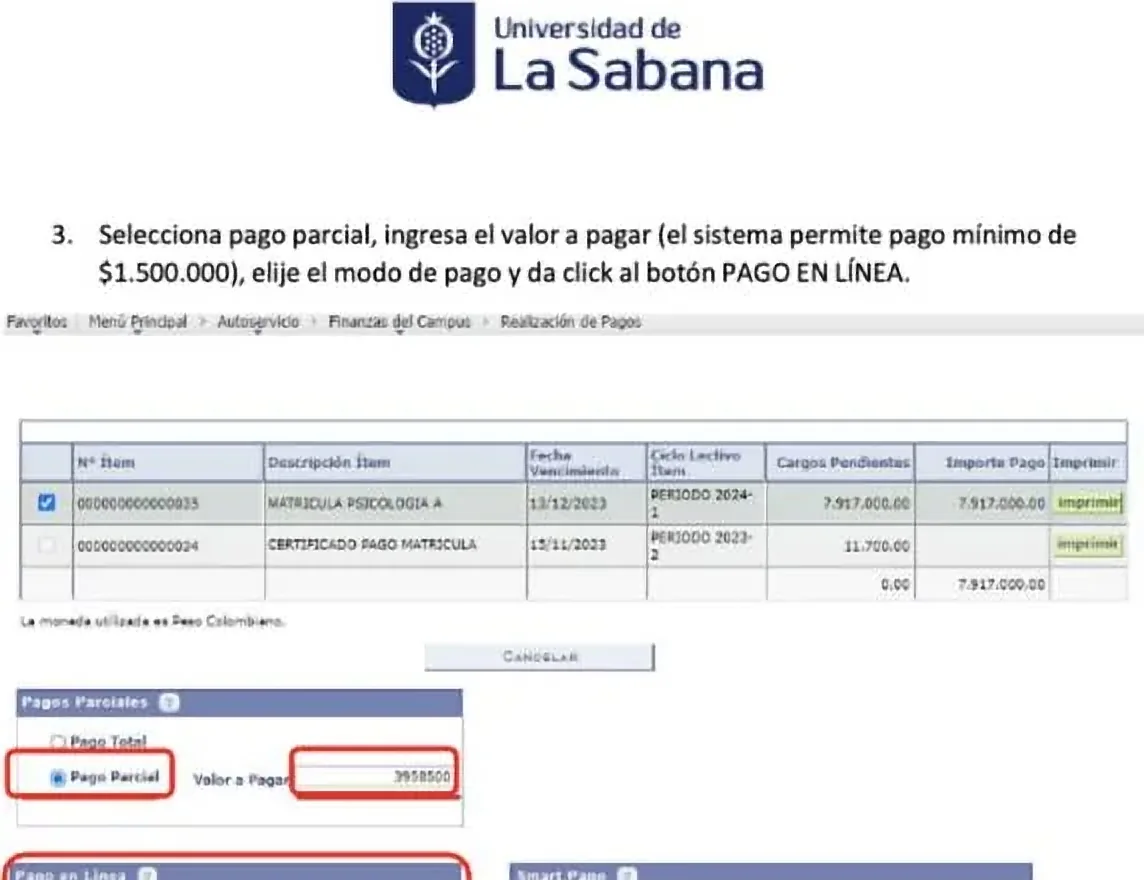 Universidad de
La Sabana
3. Selecciona pago parcial, ingresa el valor a pagar (el sistema permite pago mínimo de
$1.500.000), elije el modo de pago y da click al botón PAGO EN LÍNEA.
Favoritos Menú Principal > Autoservicio > Finanzas del Campus > Realización de Pagos
Nº Ítem Descripción Ítem Fecha Vencimiento Ciclo Lectivo Ítem Cargos Pendientes Importe Pago Imprimir
000000000000035 MATRICULA PSICOLOGIA A 13/12/2023 PERIODO 2024-1 7.917.000,00 7.917.000,00 imprimir
000000000000034 CERTIFICADO PAGO MATRICULA 15/11/2023 PERIODO 2023-2 11.700,00 imprimir
0,00 7.917.000,00
La moneda utilizada es Peso Colombiano.
CANCELAR
Pagos Parciales ?
Pago Total
Pago Parcial Valor a Pagar 3958500
Pago en Línea ? Smart Pago ?